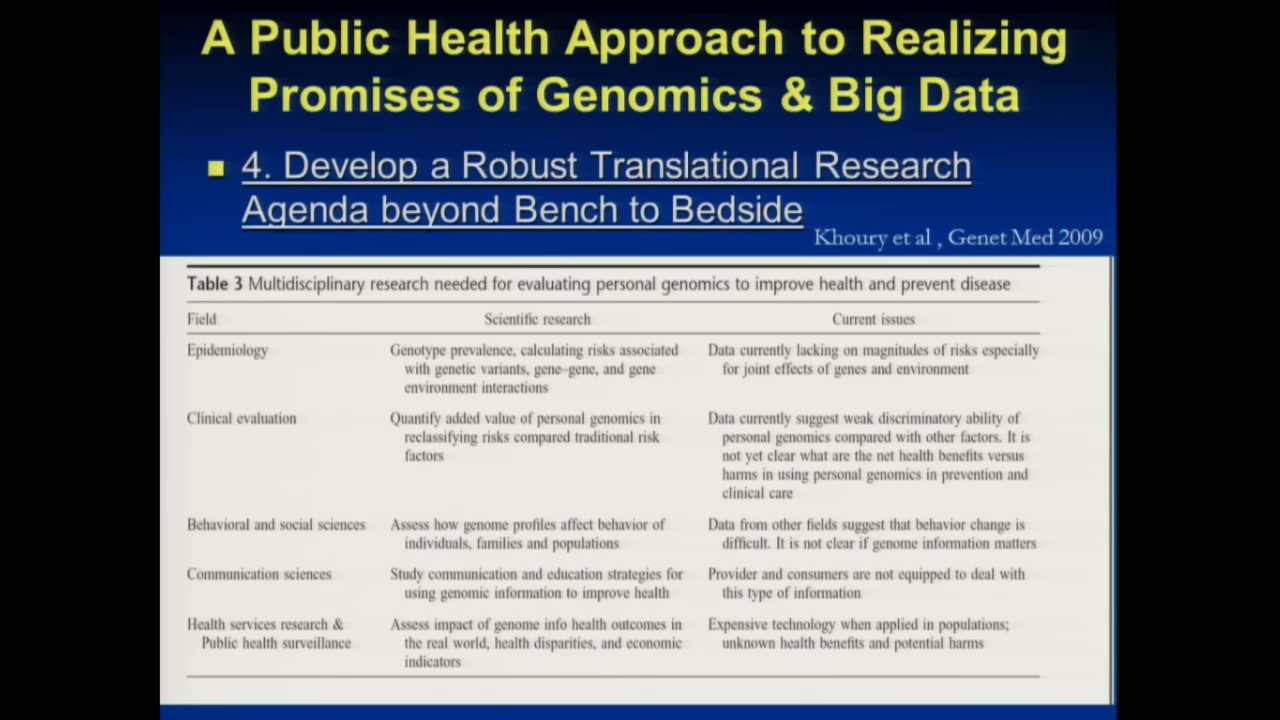 A Public Health Approach to Realizing
Promises of Genomics & Big Data
4. Develop a Robust Translational Research
Agenda beyond Bench to Bedside
Khoury et al , Genet Med 2009
Table 3 Multidisciplinary research needed for evaluating personal genomics to improve health and prevent disease
Field Scientific research Current issues
Epidemiology Genotype prevalence, calculating risks associated Data currently lacking on magnitudes of risks especially
with genetic variants, gene–gene, and gene for joint effects of genes and environment
environment interactions
Clinical evaluation Quantify added value of personal genomics in Data currently suggest weak discriminatory ability of
reclassifying risks compared traditional risk personal genomics compared with other factors. It is
factors not yet clear what are the net health benefits versus
harms in using personal genomics in prevention and
clinical care
Behavioral and social sciences Assess how genome profiles affect behavior of Data from other fields suggest that behavior change is
individuals, families and populations difficult. It is not clear if genome information matters
Communication sciences Study communication and education strategies for Provider and consumers are not equipped to deal with
using genomic information to improve health this type of information
Health services research & Assess impact of genome info health outcomes in Expensive technology when applied in populations;
Public health surveillance the real world, health disparities, and economic unknown health benefits and potential harms
indicators